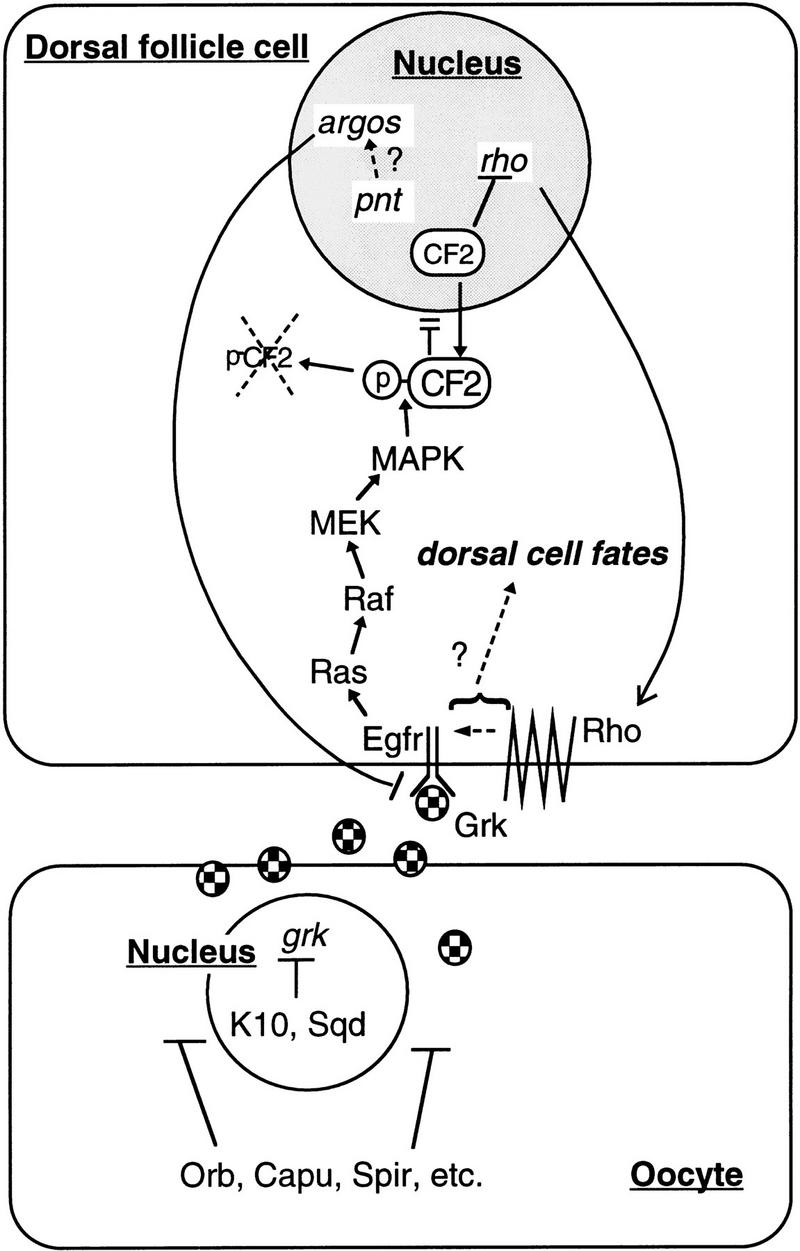 Dorsal follicle cell
Nucleus
argos
?
rho
pnt
CF2
pCF2
p
CF2
MAPK
MEK
dorsal cell fates
Raf
?
Ras
Egfr
Rho
Grk
grk
Nucleus
K10, Sqd
Orb, Capu, Spir, etc.
Oocyte